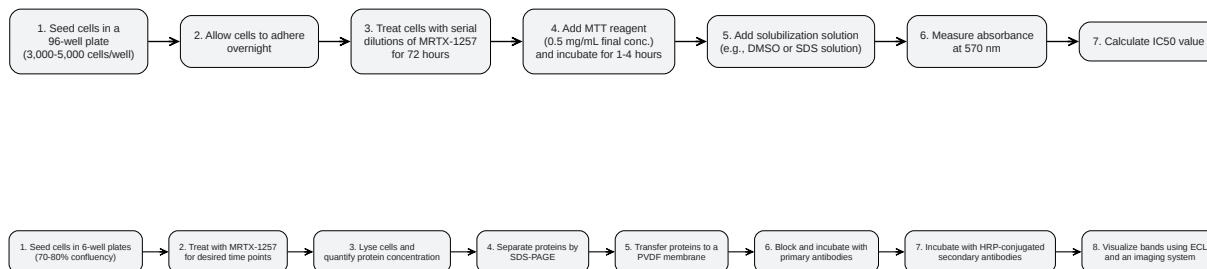 1. Seed cells in a
96-well plate
(3,000-5,000 cells/well)
2. Allow cells to adhere
overnight
3. Treat cells with serial
dilutions of MRTX-1257
for 72 hours
4. Add MTT reagent
(0.5 mg/mL final conc.)
and incubate for 1-4 hours
5. Add solubilization solution
(e.g., DMSO or SDS solution)
6. Measure absorbance
at 570 nm
7. Calculate IC50 value
1. Seed cells in 6-well plates
(70-80% confluency)
2. Treat with MRTX-1257
for desired time points
3. Lyse cells and
quantify protein concentration
4. Separate proteins by
SDS-PAGE
5. Transfer proteins to a
PVDF membrane
6. Block and incubate with
primary antibodies
7. Incubate with HRP-conjugated
secondary antibodies
8. Visualize bands using ECL
and an imaging system